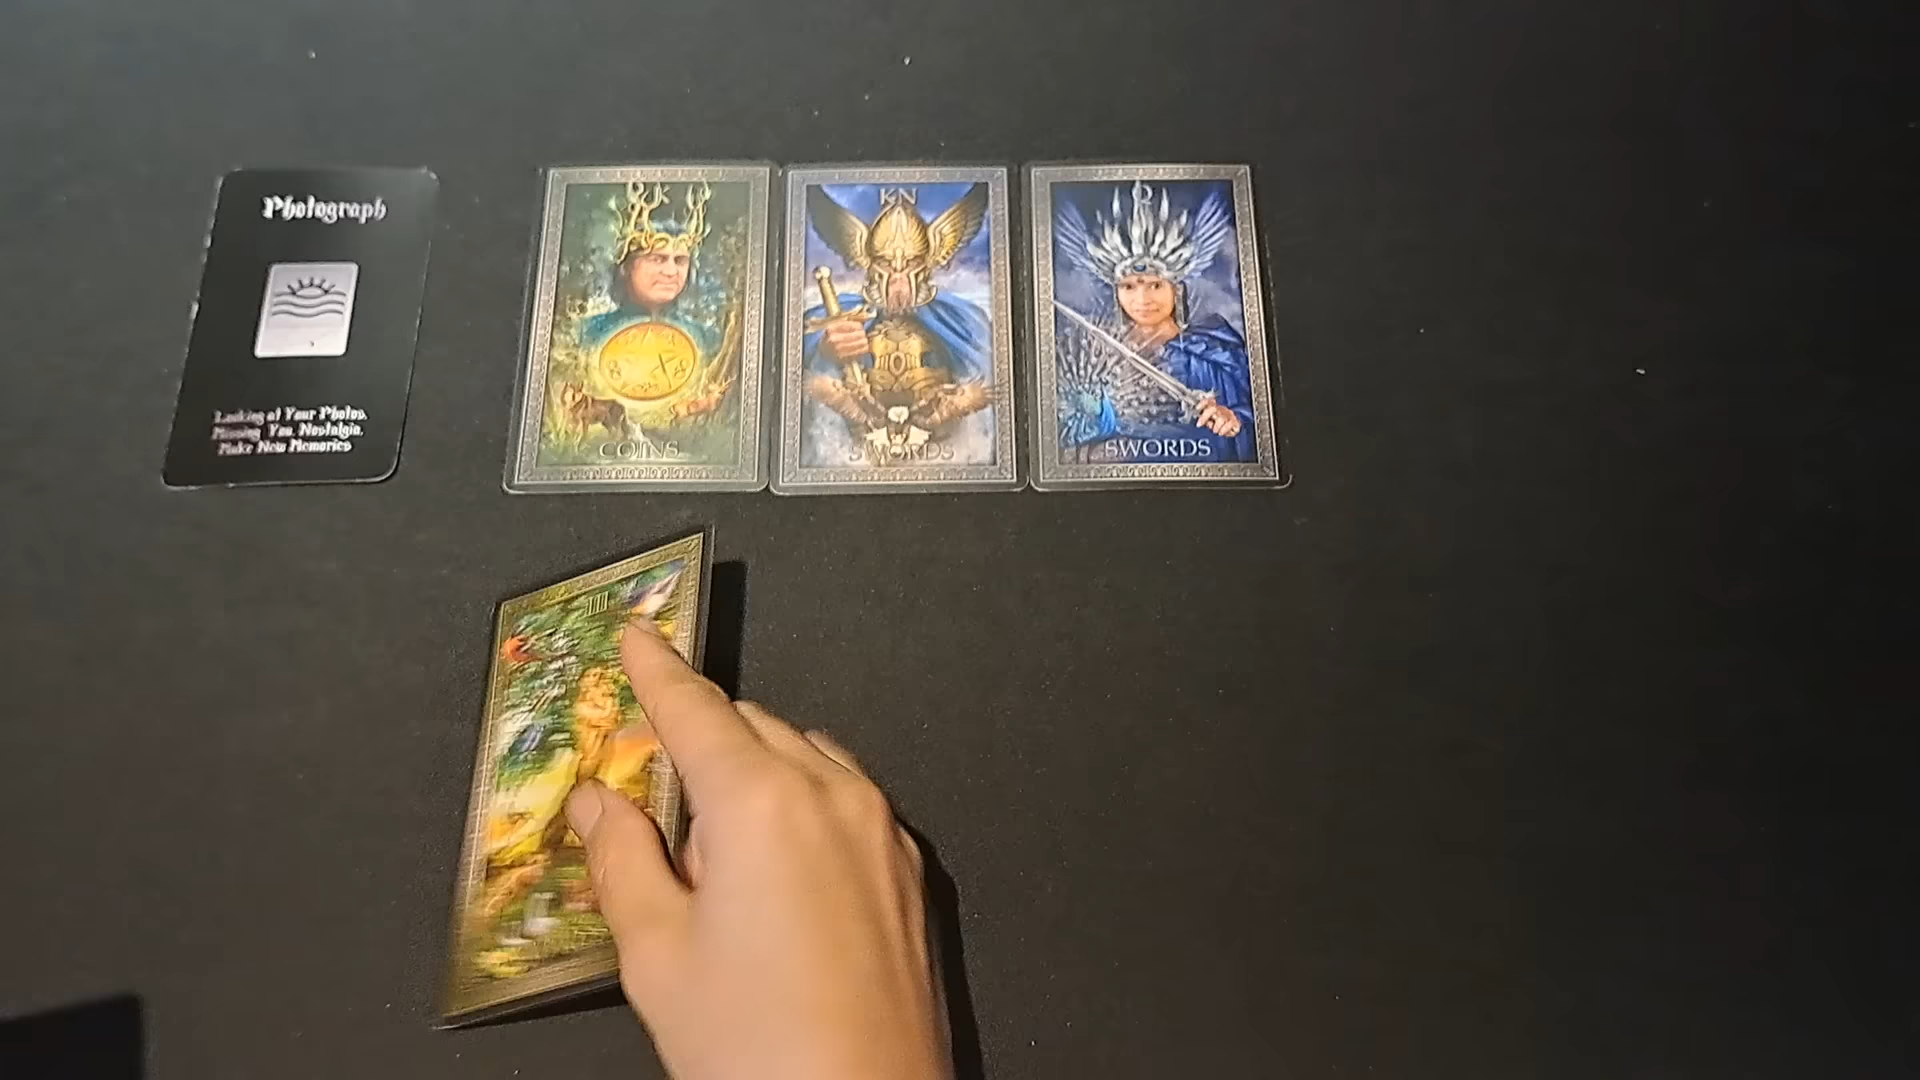 Photograph
Looking at Your Photos.
Missing You. Nostalgia.
Make New Memories
COINS
KN
SWORDS
SWORDS
III